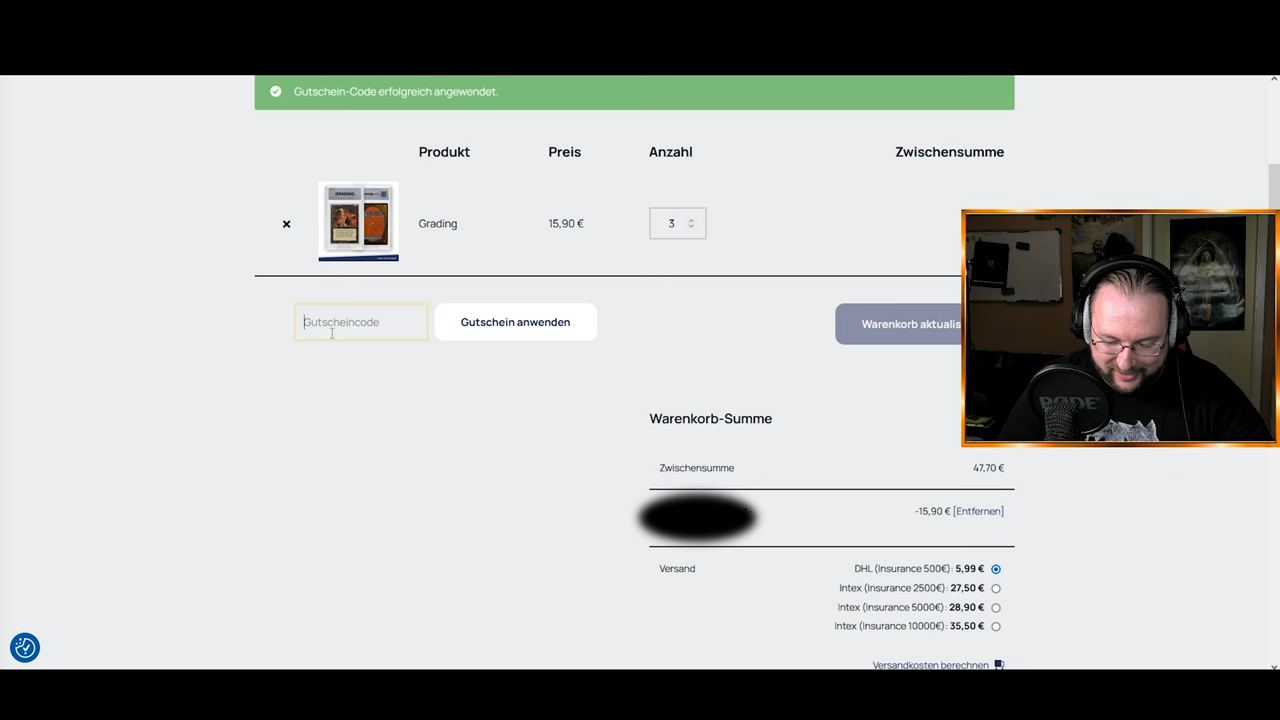 Gutschein-Code erfolgreich angewendet.
Produkt Preis Anzahl Zwischensumme
GRADING
Grading 15,90 € 3
Gutscheincode Gutschein anwenden Warenkorb aktualis
RØDE
Warenkorb-Summe
Zwischensumme 47,70 €
-15,90 € [Entfernen]
Versand DHL (Insurance 500€): 5,99 €
Intex (Insurance 2500€): 27,50 €
Intex (Insurance 5000€): 28,90 €
Intex (Insurance 10000€): 35,50 €
Versandkosten berechnen